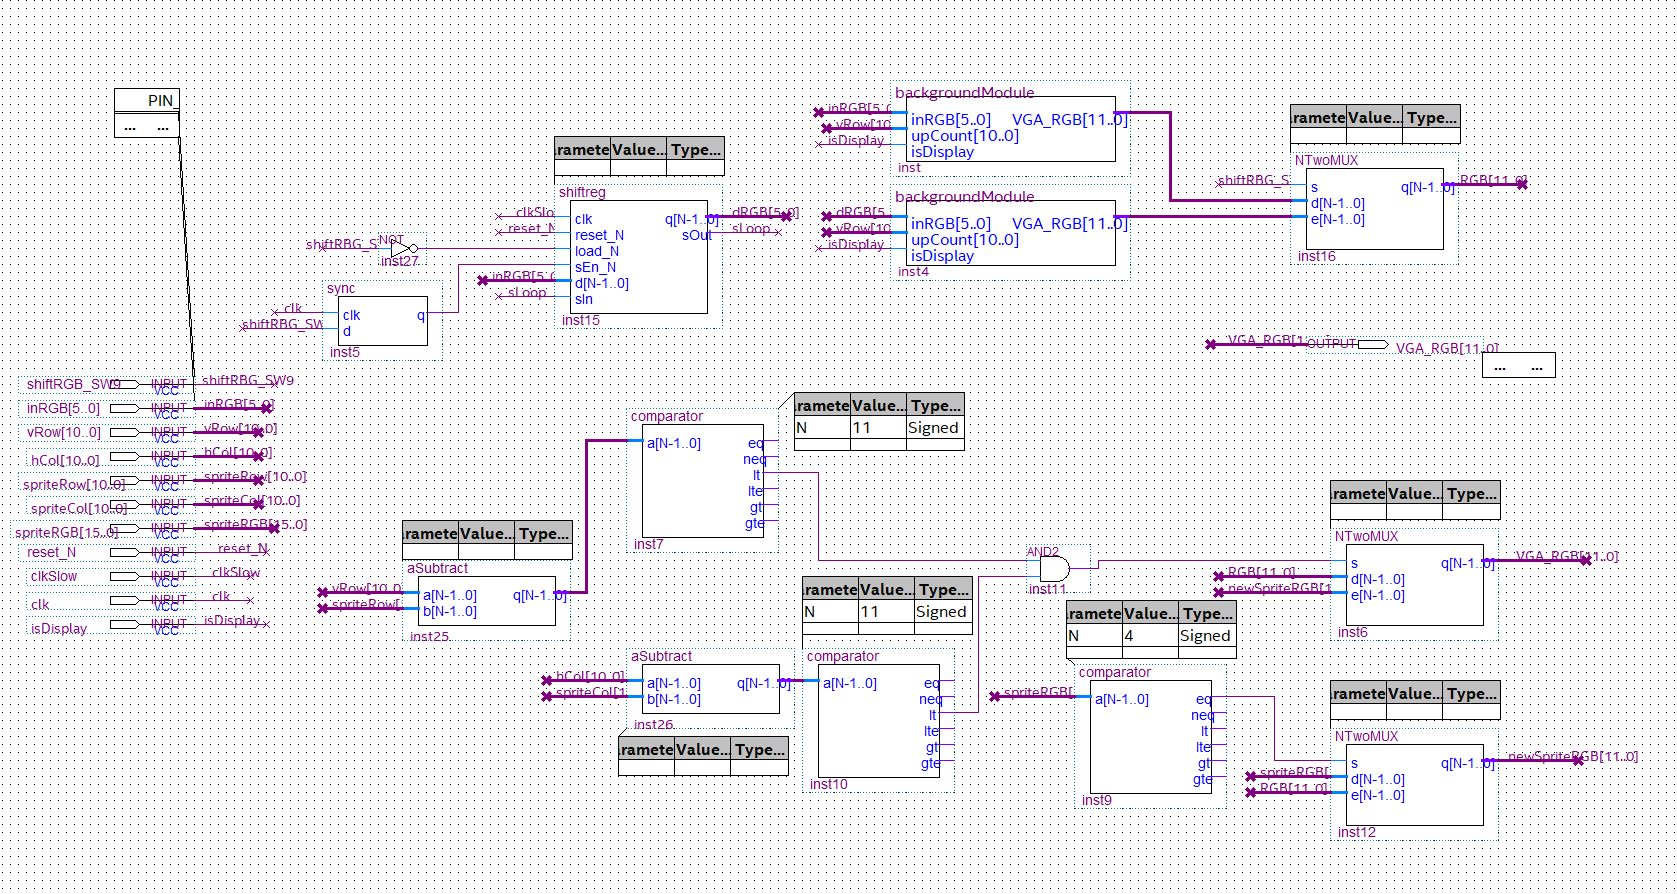 PIN_
... ...
backgroundModule
inRGB[5..0]
vRow[10
isDisplay
inRGB[5..0] VGA_RGB[11..0]
upCount[10..0]
isDisplay
inst
backgroundModule
dRGB[5..
vRow[10
isDisplay
inRGB[5..0] VGA_RGB[11..0]
upCount[10..0]
isDisplay
inst4
Value... Type...
NTwoMUX
shiftRBG_S
s q[N-1..0]
d[N-1..0]
e[N-1..0]
RGB[11..0]
inst16
Value... Type...
shiftreg
clkSlo
reset_N
clk q[N-1..0]
reset_N sOut
load_N
sEn_N
d[N-1..0]
sIn
dRGB[5..0]
sLoop
inRGB[5..0
sLoop
inst15
shiftRBG_S
NOT
inst27
sync
clk
shiftRBG_SW
clk q
d
inst5
VGA_RGB[1
OUTPUT
VGA_RGB[11..0]
... ...
shiftRGB_SW9 INPUT VCC shiftRBG_SW9
inRGB[5..0] INPUT VCC inRGB[5..0]
vRow[10..0] INPUT VCC vRow[10..0]
hCol[10..0] INPUT VCC hCol[10..0]
spriteRow[10..0] INPUT VCC spriteRow[10..0]
spriteCol[10..0] INPUT VCC spriteCol[10..0]
spriteRGB[15..0] INPUT VCC spriteRGB[15..0]
reset_N INPUT VCC reset_N
clkSlow INPUT VCC clkSlow
clk INPUT VCC clk
isDisplay INPUT VCC isDisplay
comparator
a[N-1..0]
eq
neq
lt
lte
gt
gte
inst7
Value... Type...
N 11 Signed
Value... Type...
aSubtract
vRow[10..0
spriteRow[
a[N-1..0] q[N-1..0]
b[N-1..0]
inst25
AND2
inst11
Value... Type...
N 11 Signed
aSubtract
hCol[10..0]
spriteCol[1
a[N-1..0] q[N-1..0]
b[N-1..0]
inst26
Value... Type...
comparator
a[N-1..0]
eq
neq
lt
lte
gt
gte
inst10
Value... Type...
N 4 Signed
comparator
spriteRGB[
a[N-1..0]
eq
neq
lt
lte
gt
gte
inst9
Value... Type...
NTwoMUX
s q[N-1..0]
d[N-1..0]
e[N-1..0]
RGB[11..0]
newSpriteRGB[1
VGA_RGB[11..0]
inst6
Value... Type...
NTwoMUX
s q[N-1..0]
d[N-1..0]
e[N-1..0]
spriteRGB[
RGB[11..0]
newSpriteRGB[11..0]
inst12